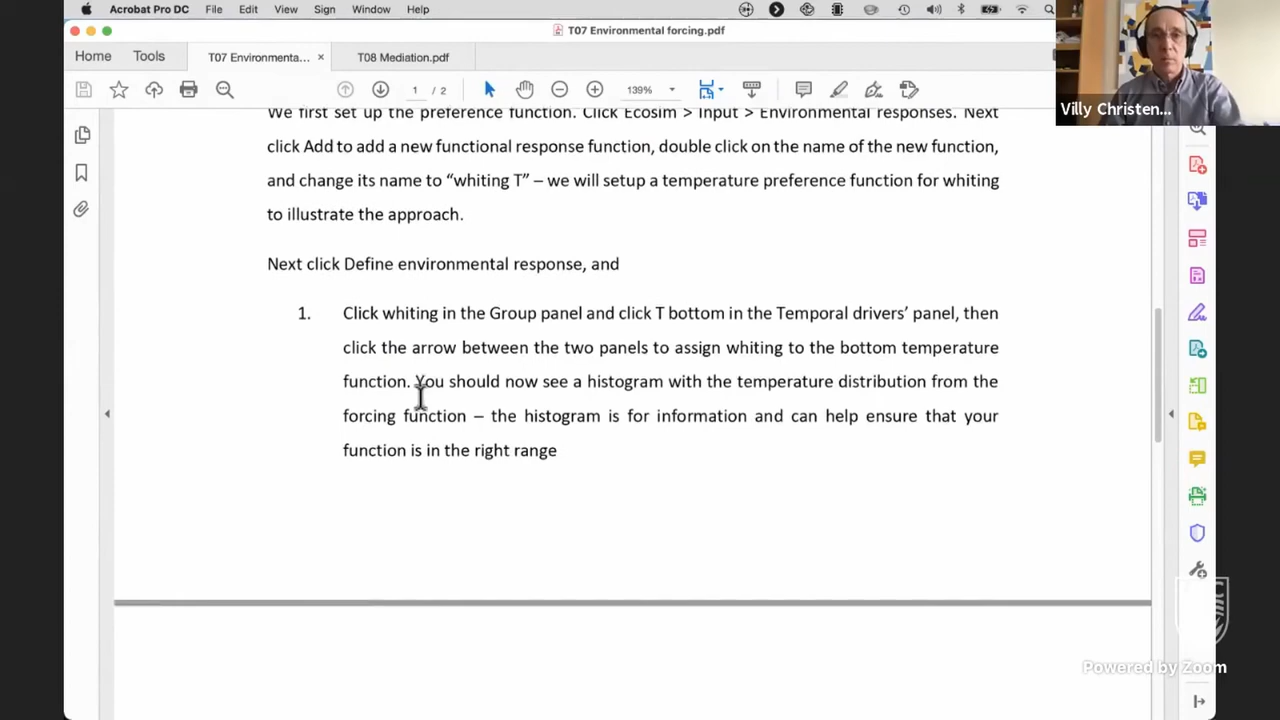 Acrobat Pro DC File Edit View Sign Window Help
T07 Environmental forcing.pdf
Home Tools T07 Environmenta... × T08 Mediation.pdf
1 / 2 139%
Villy Christen...
We first set up the preference function. Click Ecosim > Input > Environmental responses. Next
click Add to add a new functional response function, double click on the name of the new function,
and change its name to “whiting T” – we will setup a temperature preference function for whiting
to illustrate the approach.
Next click Define environmental response, and
1. Click whiting in the Group panel and click T bottom in the Temporal drivers’ panel, then
click the arrow between the two panels to assign whiting to the bottom temperature
function. You should now see a histogram with the temperature distribution from the
forcing function – the histogram is for information and can help ensure that your
function is in the right range
Powered by Zoom